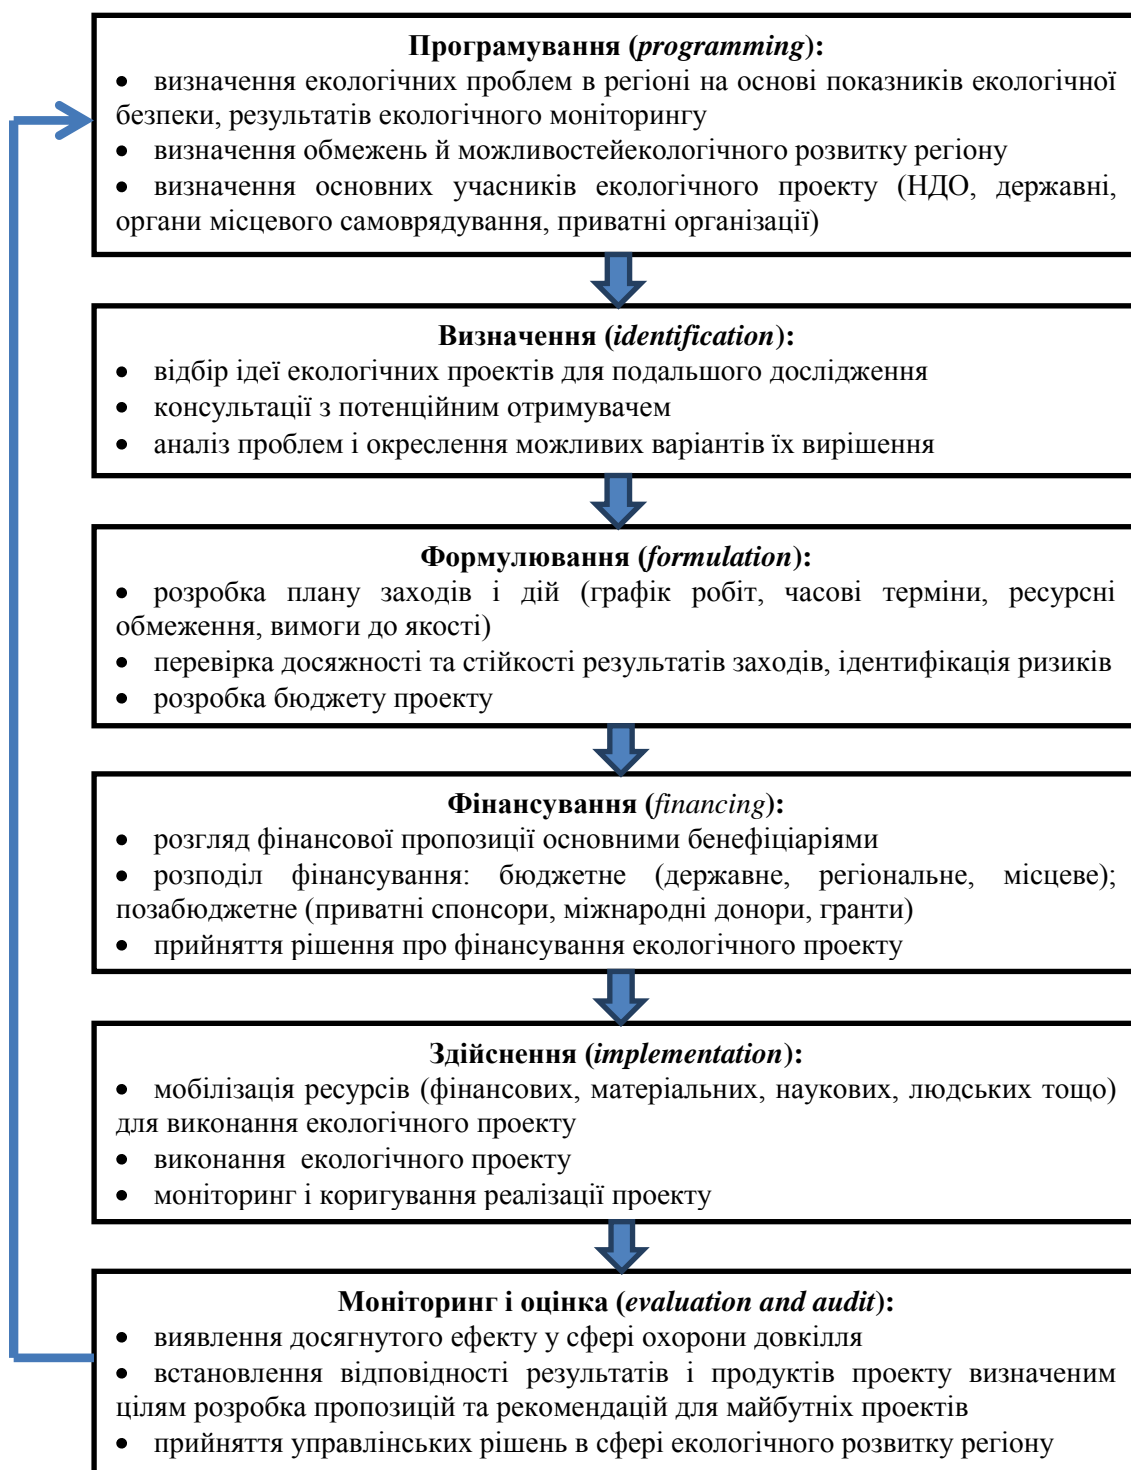 Програмування (programming):
• визначення екологічних проблем в регіоні на основі показників екологічної
безпеки, результатів екологічного моніторингу
• визначення обмежень й можливостейекологічного розвитку регіону
• визначення основних учасників екологічного проекту (НДО, державні,
органи місцевого самоврядування, приватні організації)
Визначення (identification):
• відбір ідеї екологічних проектів для подальшого дослідження
• консультації з потенційним отримувачем
• аналіз проблем і окреслення можливих варіантів їх вирішення
Формулювання (formulation):
• розробка плану заходів і дій (графік робіт, часові терміни, ресурсні
обмеження, вимоги до якості)
• перевірка досяжності та стійкості результатів заходів, ідентифікація ризиків
• розробка бюджету проекту
Фінансування (financing):
• розгляд фінансової пропозиції основними бенефіціаріями
• розподіл фінансування: бюджетне (державне, регіональне, місцеве);
позабюджетне (приватні спонсори, міжнародні донори, гранти)
• прийняття рішення про фінансування екологічного проекту
Здійснення (implementation):
• мобілізація ресурсів (фінансових, матеріальних, наукових, людських тощо)
для виконання екологічного проекту
• виконання екологічного проекту
• моніторинг і коригування реалізації проекту
Моніторинг і оцінка (evaluation and audit):
• виявлення досягнутого ефекту у сфері охорони довкілля
• встановлення відповідності результатів і продуктів проекту визначеним
цілям розробка пропозицій та рекомендацій для майбутніх проектів
• прийняття управлінських рішень в сфері екологічного розвитку регіону